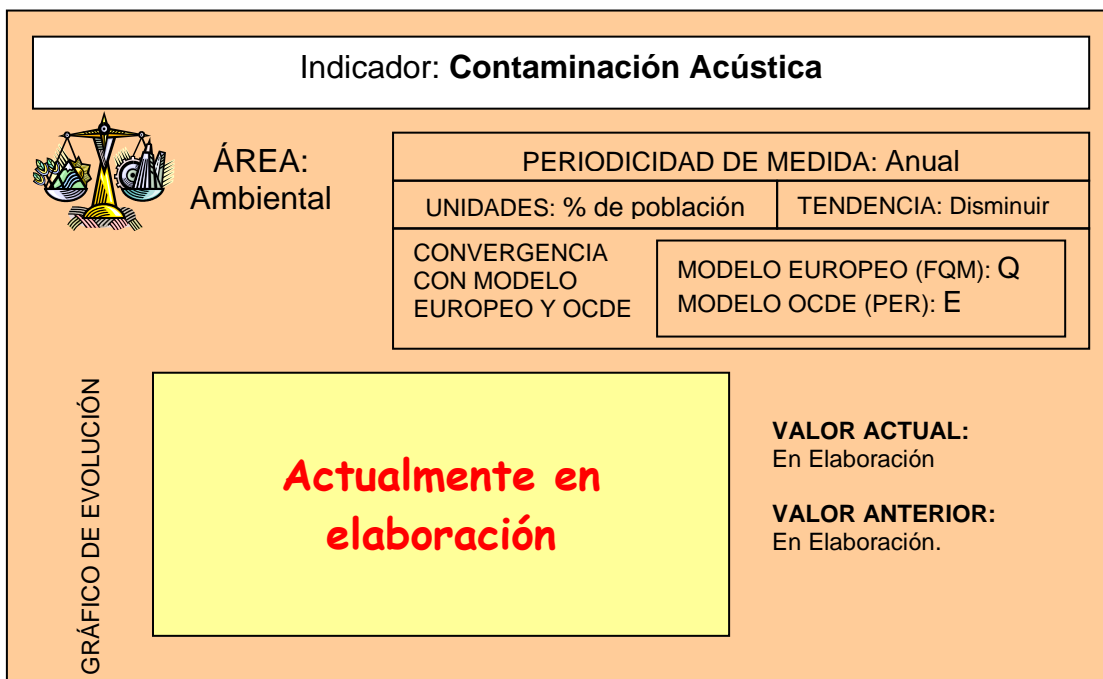 Indicador: Contaminación Acústica
ÁREA:
Ambiental
PERIODICIDAD DE MEDIDA: Anual
UNIDADES: % de población
TENDENCIA: Disminuir
CONVERGENCIA
CON MODELO
EUROPEO Y OCDE
MODELO EUROPEO (FQM): Q
MODELO OCDE (PER): E
GRÁFICO DE EVOLUCIÓN
Actualmente en
elaboración
VALOR ACTUAL:
En Elaboración
VALOR ANTERIOR:
En Elaboración.